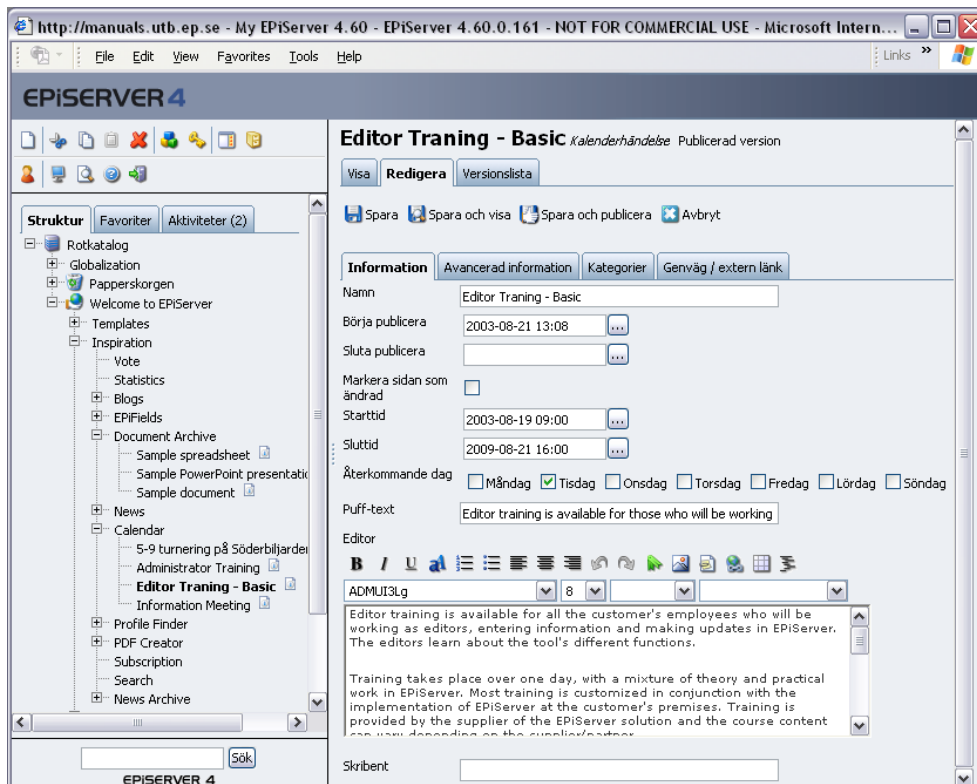 http://manuals.utb.ep.se - My EPiServer 4.60 - EPiServer 4.60.0.161 - NOT FOR COMMERCIAL USE - Microsoft Intern...
File Edit View Favorites Tools Help Links »
EPiSERVER 4
Struktur Favoriter Aktiviteter (2)
Rotkatalog
Globalization
Papperskorgen
Welcome to EPiServer
Templates
Inspiration
Vote
Statistics
Blogs
EPiFields
Document Archive
Sample spreadsheet
Sample PowerPoint presentatic
Sample document
News
Calendar
5-9 turnering på Söderbiljarden
Administrator Training
Editor Traning - Basic
Information Meeting
Profile Finder
PDF Creator
Subscription
Search
News Archive
Sök
EPiSERVER 4
Editor Traning - Basic Kalenderhändelse Publicerad version
Visa Redigera Versionslista
Spara Spara och visa Spara och publicera Avbryt
Information Avancerad information Kategorier Genväg / extern länk
Namn Editor Traning - Basic
Börja publicera 2003-08-21 13:08 ...
Sluta publicera ...
Markera sidan som
ändrad
Starttid 2003-08-19 09:00 ...
Sluttid 2009-08-21 16:00 ...
Återkommande dag Måndag Tisdag Onsdag Torsdag Fredag Lördag Söndag
Puff-text Editor training is available for those who will be working
Editor
B I U
ADMUI3Lg 8
Editor training is available for all the customer's employees who will be
working as editors, entering information and making updates in EPiServer.
The editors learn about the tool's different functions.
Training takes place over one day, with a mixture of theory and practical
work in EPiServer. Most training is customized in conjunction with the
implementation of EPiServer at the customer's premises. Training is
provided by the supplier of the EPiServer solution and the course content
can vary depending on the supplier/partner
Skribent